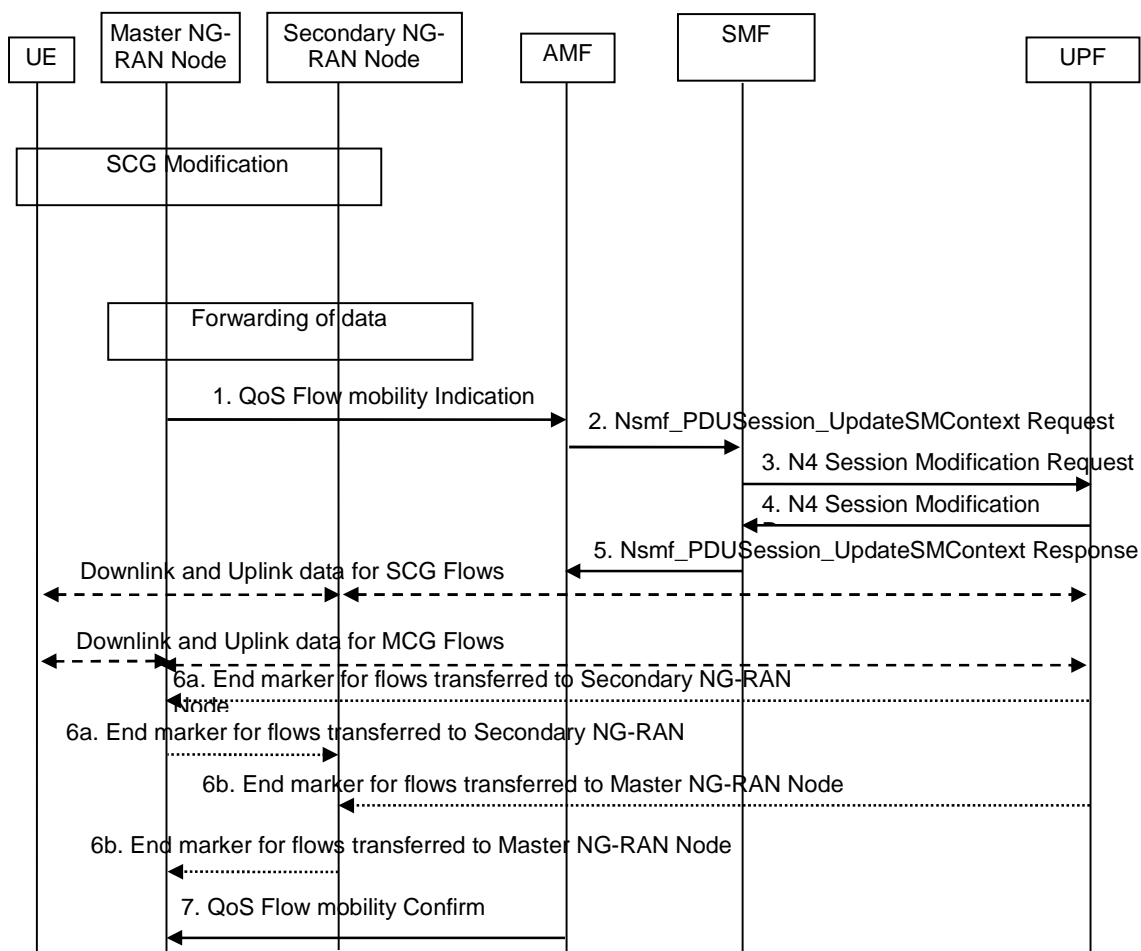 UE
Master NG-
RAN Node
Secondary NG-
RAN Node
AMF
SMF
UPF
SCG Modification
Forwarding of data
1. QoS Flow mobility Indication
2. Nsmf_PDUSession_UpdateSMContext Request
3. N4 Session Modification Request
4. N4 Session Modification
5. Nsmf_PDUSession_UpdateSMContext Response
Downlink and Uplink data for SCG Flows
Downlink and Uplink data for MCG Flows
6a. End marker for flows transferred to Secondary NG-RAN
Node
6a. End marker for flows transferred to Secondary NG-RAN
6b. End marker for flows transferred to Master NG-RAN Node
6b. End marker for flows transferred to Master NG-RAN Node
7. QoS Flow mobility Confirm